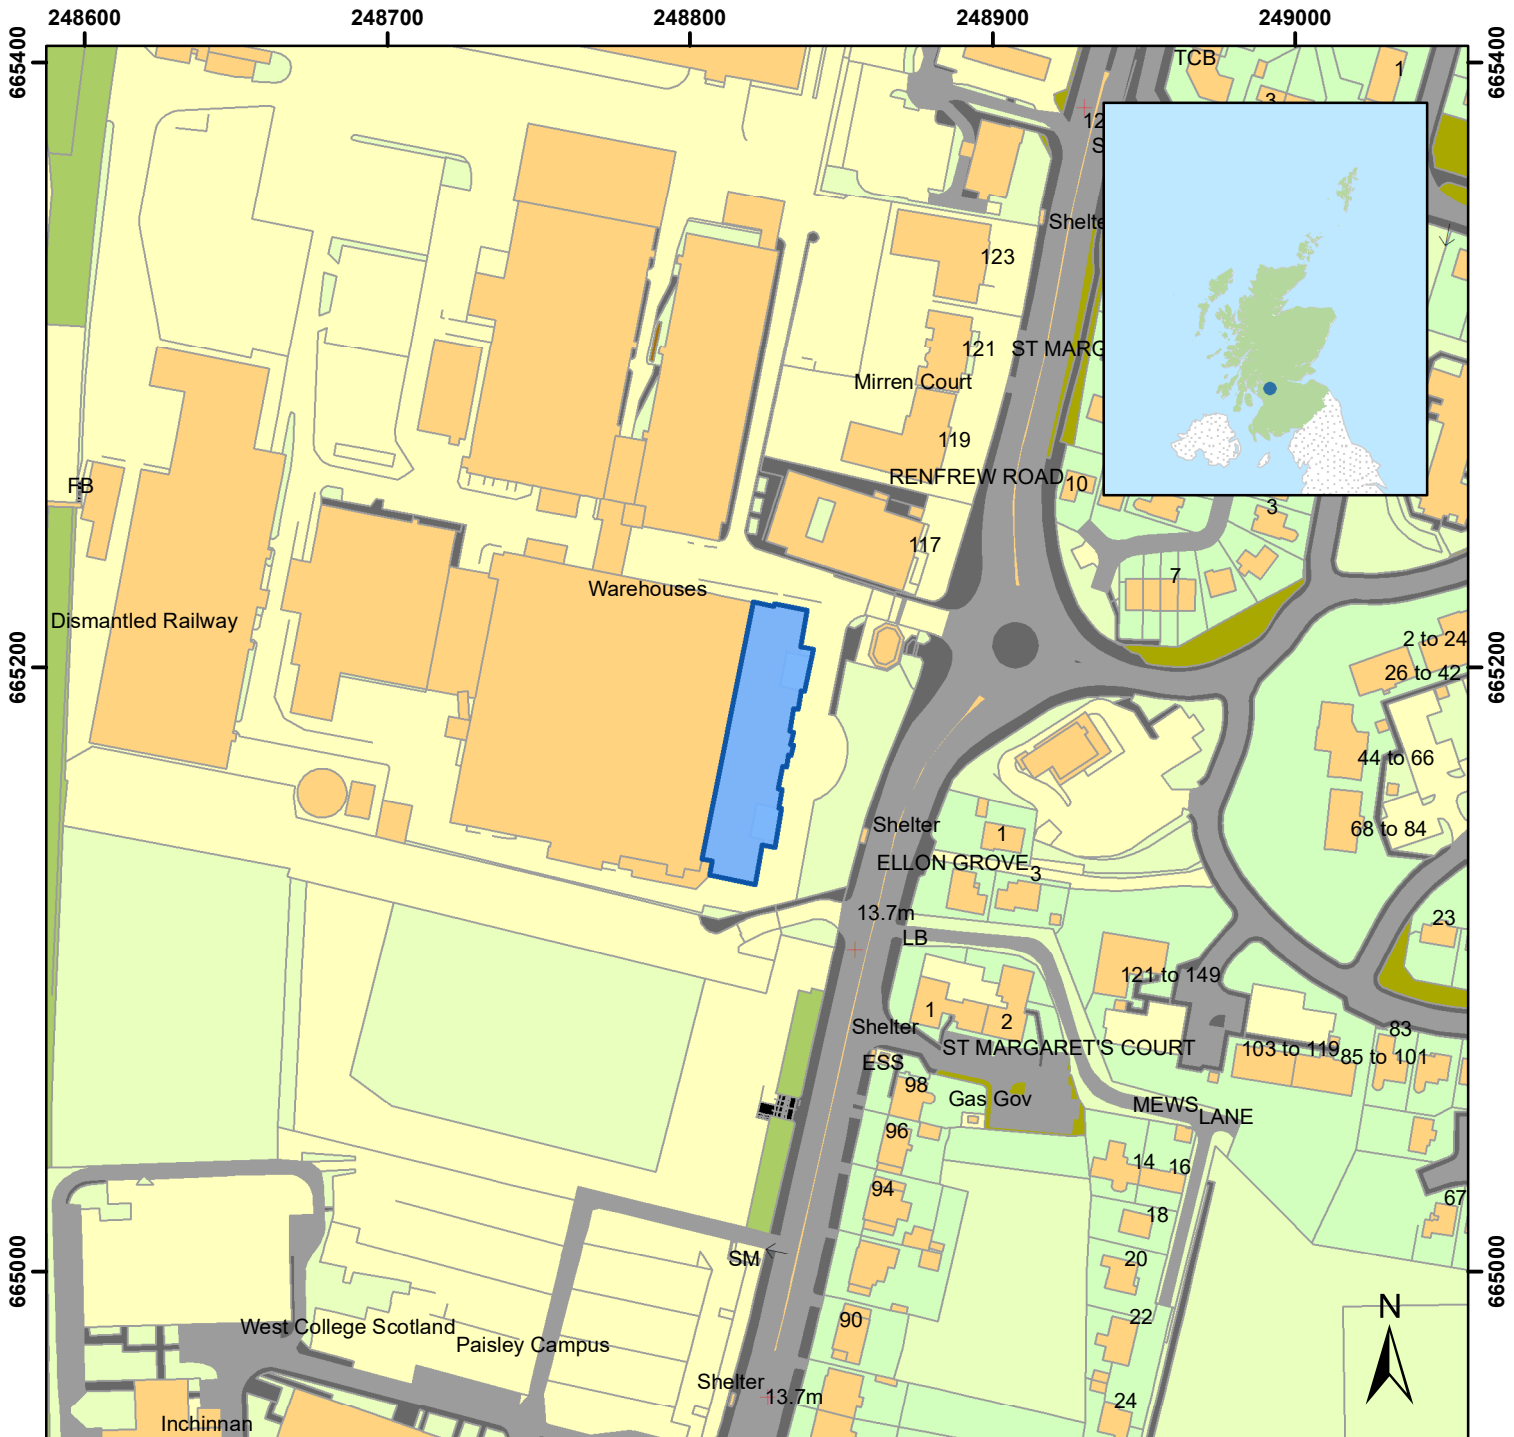 248600 248700 248800 248900 249000
665400
665400
TCB
1
3
12
S
Shelte
123
121
ST MARG
Mirren Court
119
RENFREW ROAD
10
FB
3
117
7
Warehouses
Dismantled Railway
2 to 24
26 to 42
665200
665200
44 to 66
Shelter
1
68 to 84
ELLON GROVE
3
13.7m
23
LB
121 to 149
1
2
Shelter
83
ST MARGARET'S COURT
103 to 119
85 to 101
ESS
98
Gas Gov
MEWS
LANE
96
14
16
94
67
18
SM
20
665000
665000
N
22
90
West College Scotland
Paisley Campus
Shelter
13.7m
24
Inchinnan